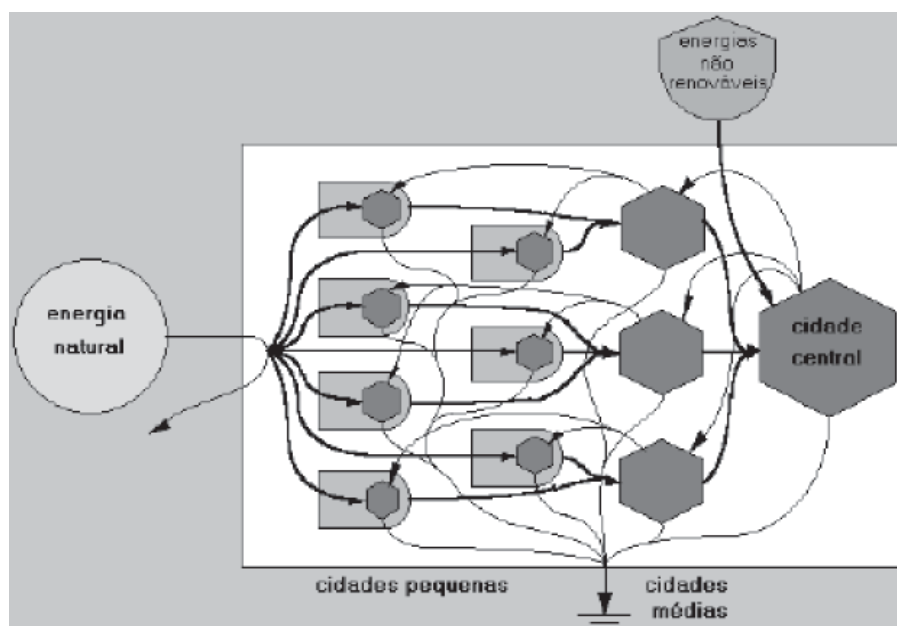 energias
não
renováveis
energia
natural
cidade
central
cidades pequenas
cidades
médias